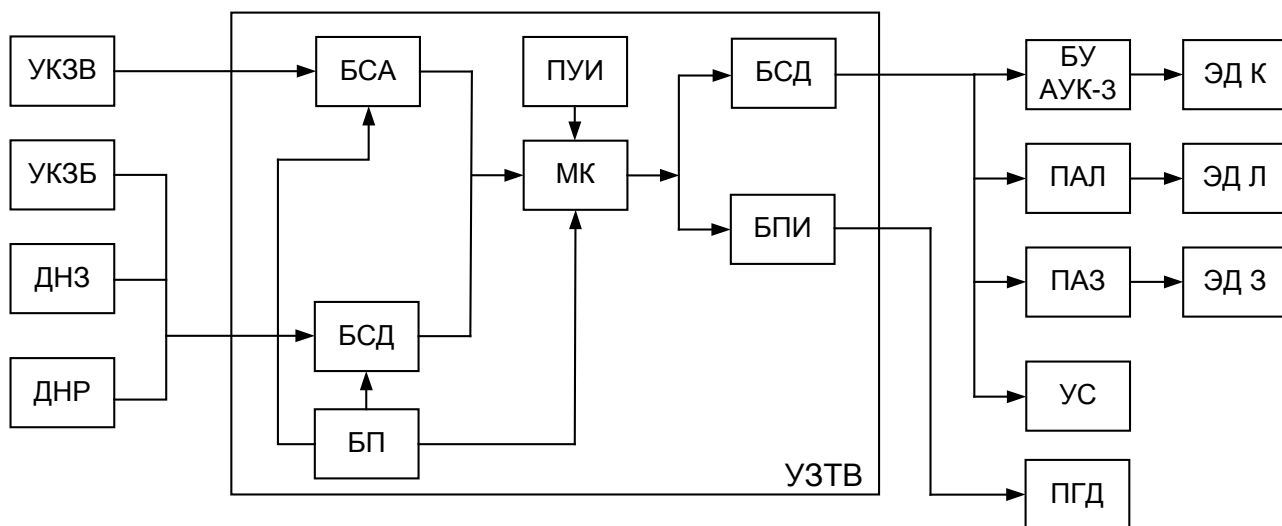 УКЗВ
УКЗБ
ДНЗ
ДНР
БСА
ПУИ
МК
БСД
БП
БСД
БПИ
УЗТВ
БУ
АУК-3
ПАЛ
ПАЗ
УС
ПГД
ЭД К
ЭД Л
ЭД З